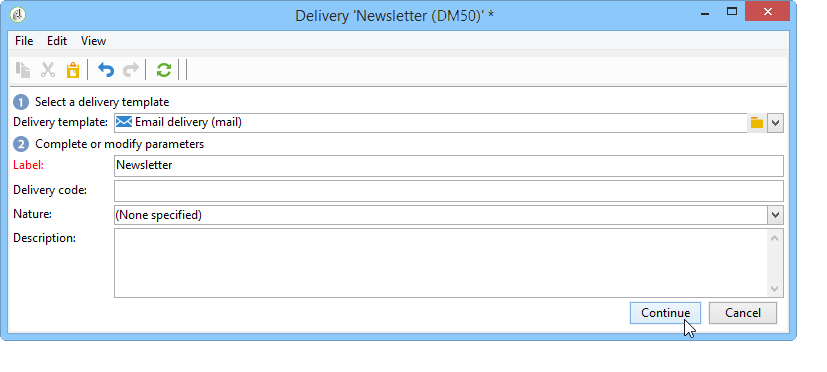 Delivery 'Newsletter (DM50)' *
File Edit View
1 Select a delivery template
Delivery template: Email delivery (mail)
2 Complete or modify parameters
Label: Newsletter
Delivery code:
Nature: (None specified)
Description:
Continue Cancel